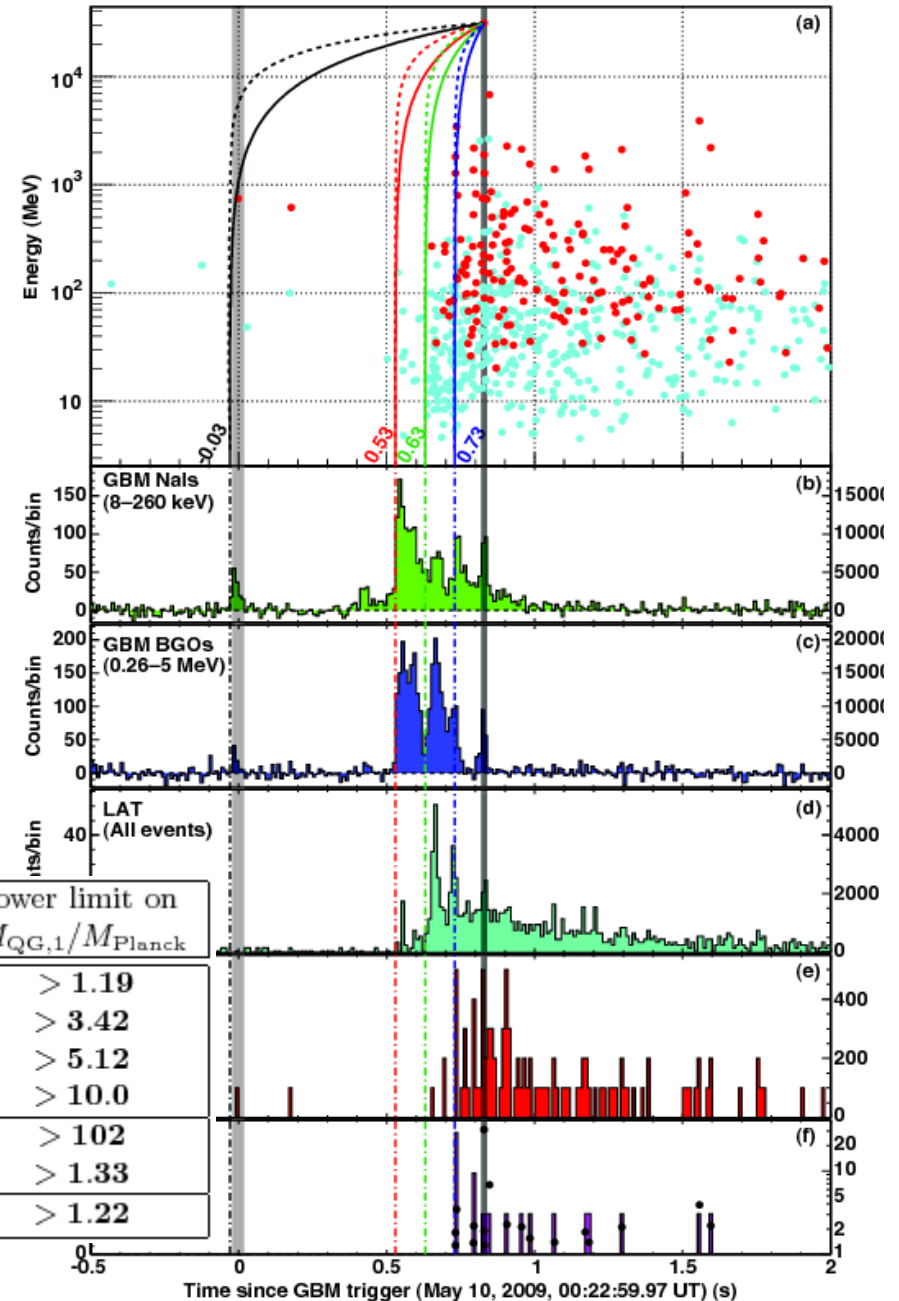 (a)
10⁴
10³
10²
10
Energy (MeV)
-0.03
0.53
0.63
0.73
GBM NaIs
(8–260 keV)
(b)
150
100
50
0
Counts/bin
15000
10000
5000
0
GBM BGOs
(0.26–5 MeV)
(c)
200
150
100
50
0
Counts/bin
20000
15000
10000
5000
0
LAT
(All events)
(d)
40
ts/bin
4000
2000
0
ower limit on
M_QG,1/M_Planck
> 1.19
> 3.42
> 5.12
> 10.0
> 102
> 1.33
> 1.22
(e)
400
200
0
(f)
20
10
5
2
1
0
-0.5
0
0.5
1
1.5
2
Time since GBM trigger (May 10, 2009, 00:22:59.97 UT) (s)